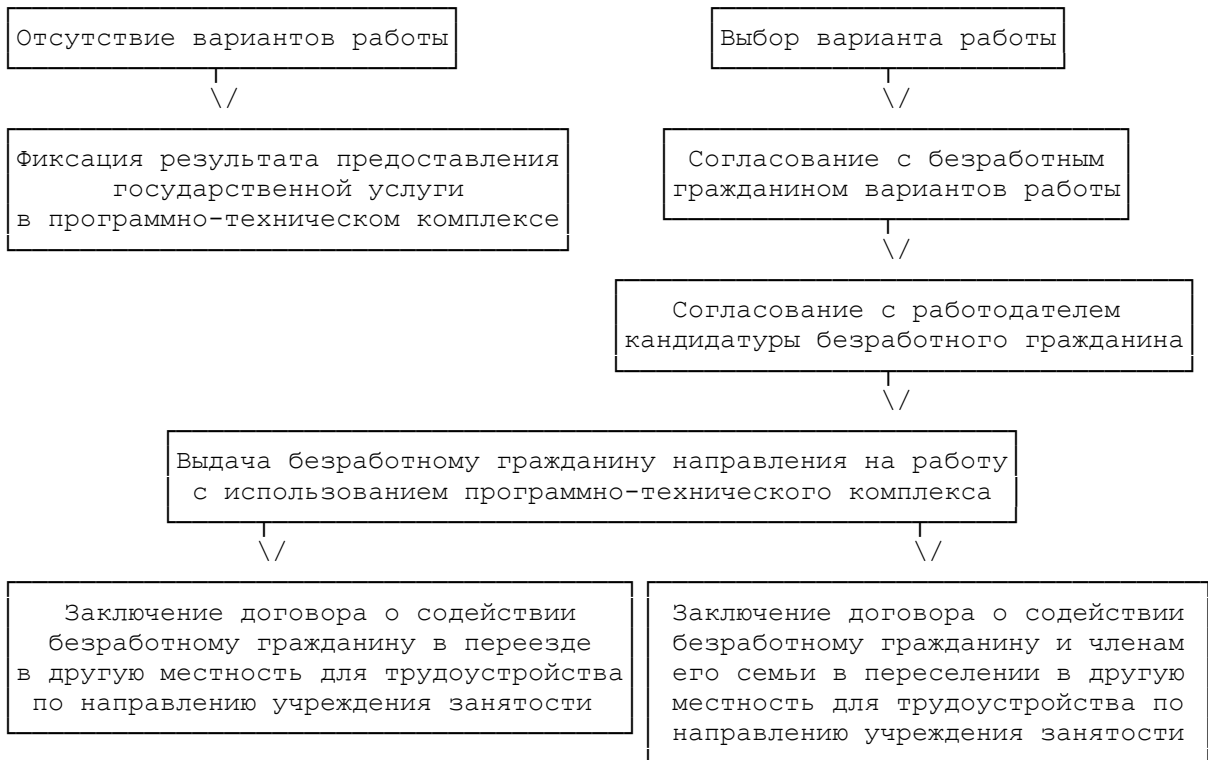 Отсутствие вариантов работы
Выбор варианта работы
Фиксация результата предоставления
государственной услуги
в программно-техническом комплексе
Согласование с безработным
гражданином вариантов работы
Согласование с работодателем
кандидатуры безработного гражданина
Выдача безработному гражданину направления на работу
с использованием программно-технического комплекса
Заключение договора о содействии
безработному гражданину в переезде
в другую местность для трудоустройства
по направлению учреждения занятости
Заключение договора о содействии
безработному гражданину и членам
его семьи в переселении в другую
местность для трудоустройства по
направлению учреждения занятости